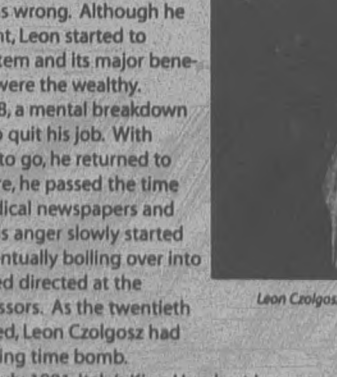 s wrong. Although he
nt, Leon started to
tem and its major bene-
were the wealthy.
8, a mental breakdown
o quit his job. With
to go, he returned to
re, he passed the time
dical newspapers and
is anger slowly started
entually boiling over into
ed directed at the
ssors. As the twentieth
ed, Leon Czolgosz had
ing time bomb.
Leon Czolgosz